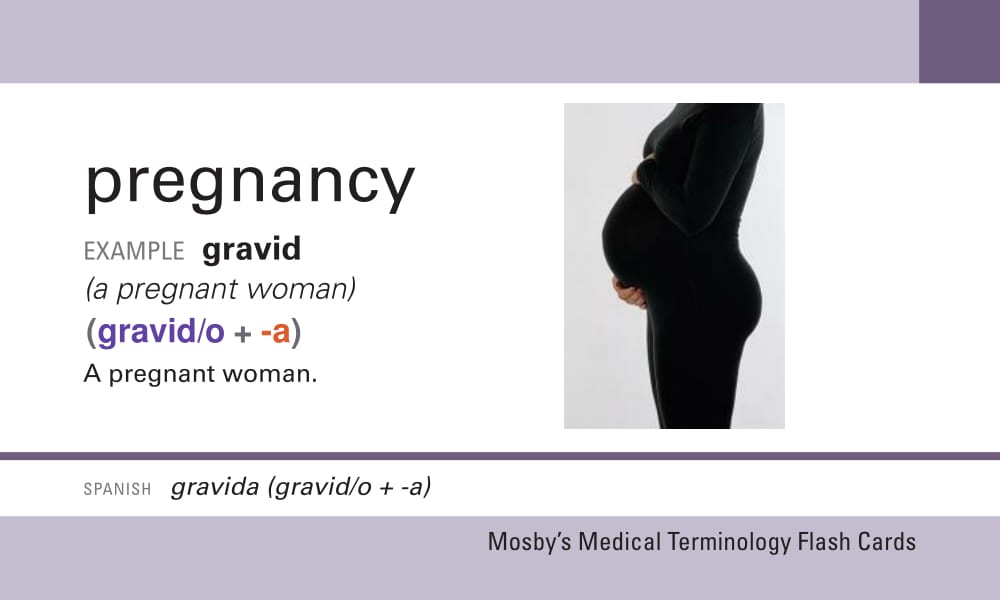 pregnancy
EXAMPLE gravid
(a pregnant woman)
(gravid/o + -a)
A pregnant woman.
SPANISH gravida (gravid/o + -a)
Mosby's Medical Terminology Flash Cards